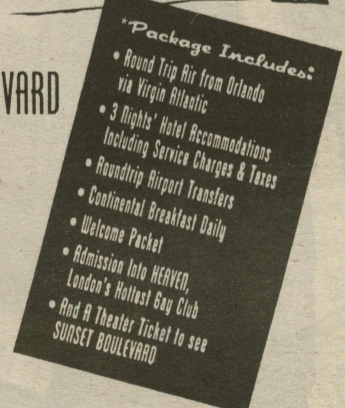 VARD
*Package Includes:
• Round Trip Air from Orlando
via Virgin Atlantic
• 3 Nights' Hotel Accommodations
Including Service Charges & Taxes
• Roundtrip Airport Transfers
• Continental Breakfast Daily
• Welcome Packet
• Admission Into HEAVEN,
London's Hottest Gay Club
• And A Theater Ticket to see
SUNSET BOULEVARD